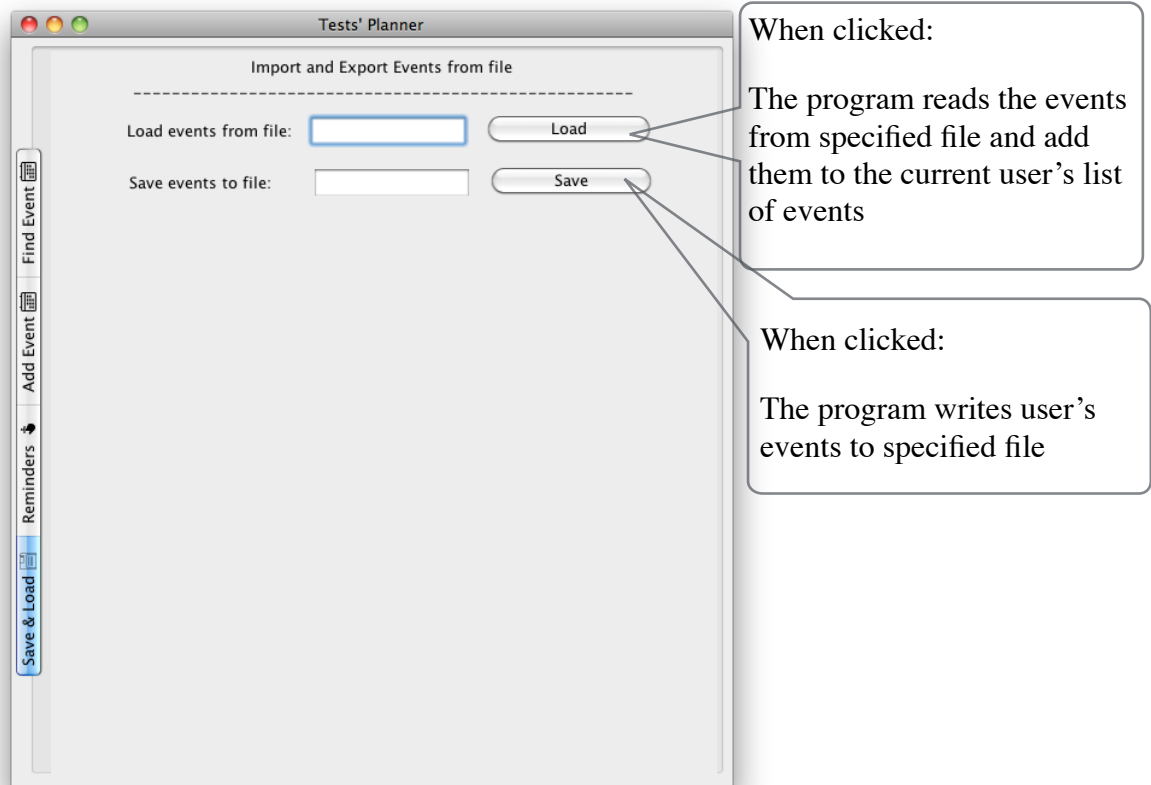 Tests' Planner
Import and Export Events from file
-----------------------------------------------------
Load events from file:
Load
Save events to file:
Save
Find Event
Add Event
Reminders
Save & Load
When clicked:
The program reads the events
from specified file and add
them to the current user’s list
of events
When clicked:
The program writes user’s
events to specified file